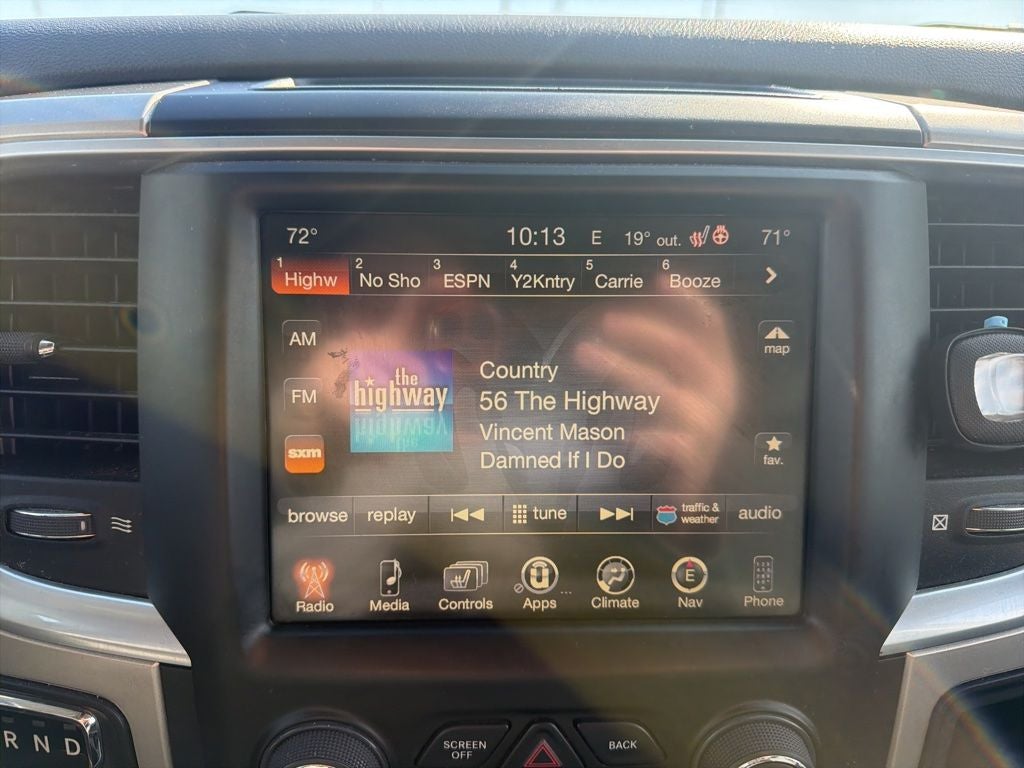 72° 10:13 E 19° out. 71°
1 Highw 2 No Sho 3 ESPN 4 Y2Kntry 5 Carrie 6 Booze
AM
map
the
highway
Country
56 The Highway
FM
Vincent Mason
Damned If I Do
sxm
fav.
browse replay tune traffic & weather audio
Radio Media Controls Apps ... Climate E Nav Phone
R N D
SCREEN OFF BACK